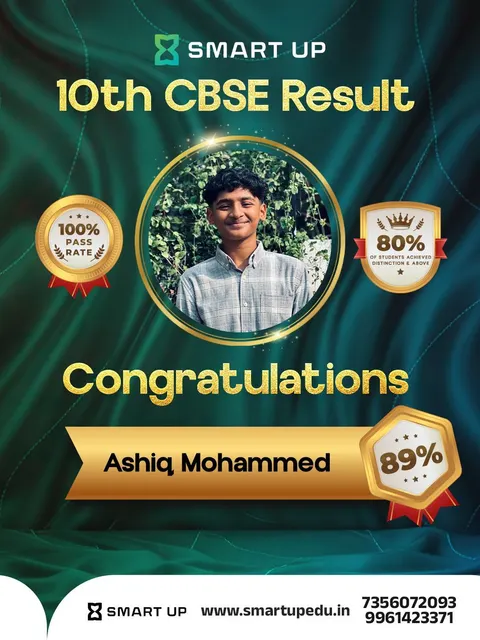 SMART UP
10th CBSE Result
100%
PASS
RATE
80%
OF STUDENTS ACHIEVED
DISTINCTION & ABOVE
Congratulations
Ashiq Mohammed
89%
SMART UP
www.smartupedu.in
7356072093
9961423371